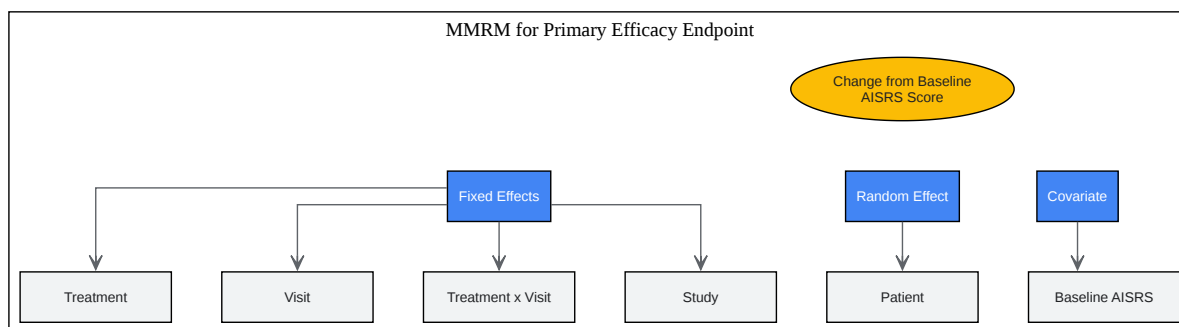 MMRM for Primary Efficacy Endpoint
Change from Baseline
AISRS Score
Fixed Effects
Random Effect
Covariate
Treatment
Visit
Treatment x Visit
Study
Patient
Baseline AISRS